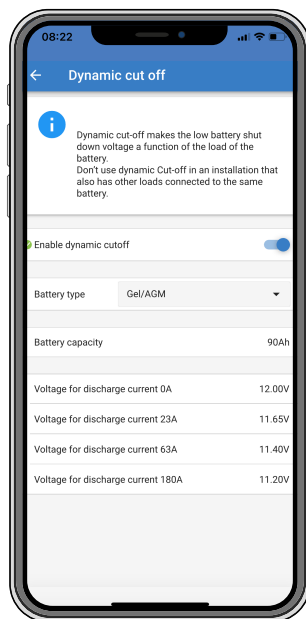 08:22
Dynamic cut off
Dynamic cut-off makes the low battery shut
down voltage a function of the load of the
battery.
Don't use dynamic Cut-off in an installation that
also has other loads connected to the same
battery.
Enable dynamic cutoff
Battery type Gel/AGM
Battery capacity 90Ah
Voltage for discharge current 0A 12.00V
Voltage for discharge current 23A 11.65V
Voltage for discharge current 63A 11.40V
Voltage for discharge current 180A 11.20V